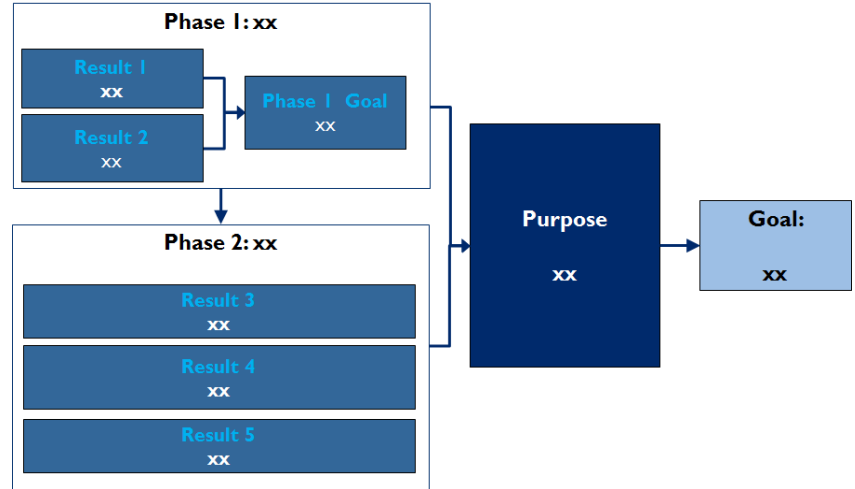 Phase 1: xx
Result 1
xx
Result 2
xx
Phase 1 Goal
xx
Phase 2: xx
Result 3
xx
Result 4
xx
Result 5
xx
Purpose
xx
Goal:
xx